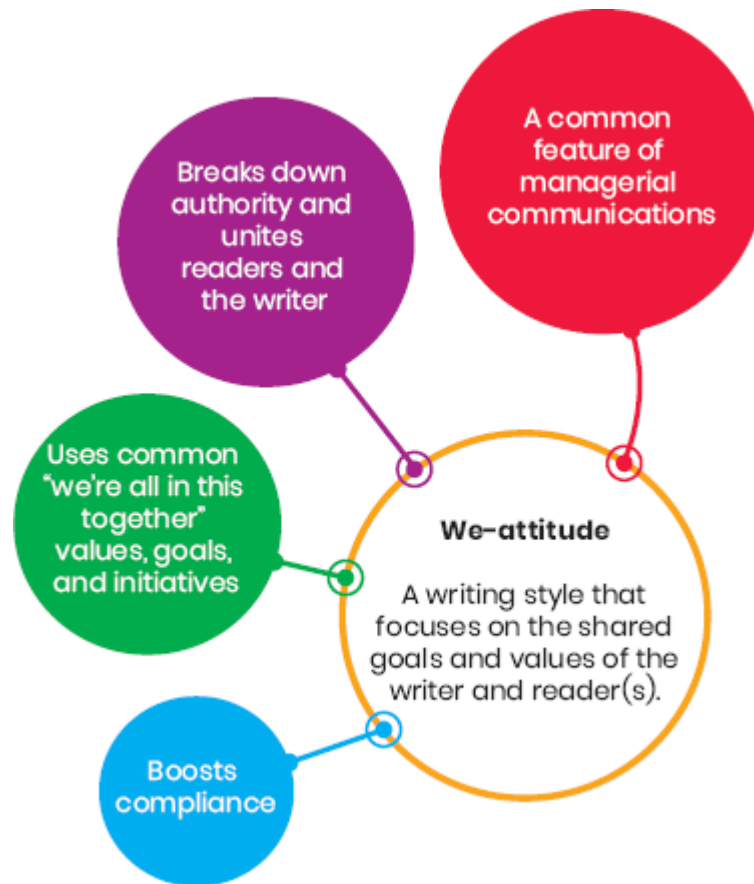 A common
feature of
managerial
communications
Breaks down
authority and
unites
readers and
the writer
Uses common
“we’re all in this
together”
values, goals,
and initiatives
Boosts
compliance
We-attitude
A writing style that
focuses on the shared
goals and values of the
writer and reader(s).